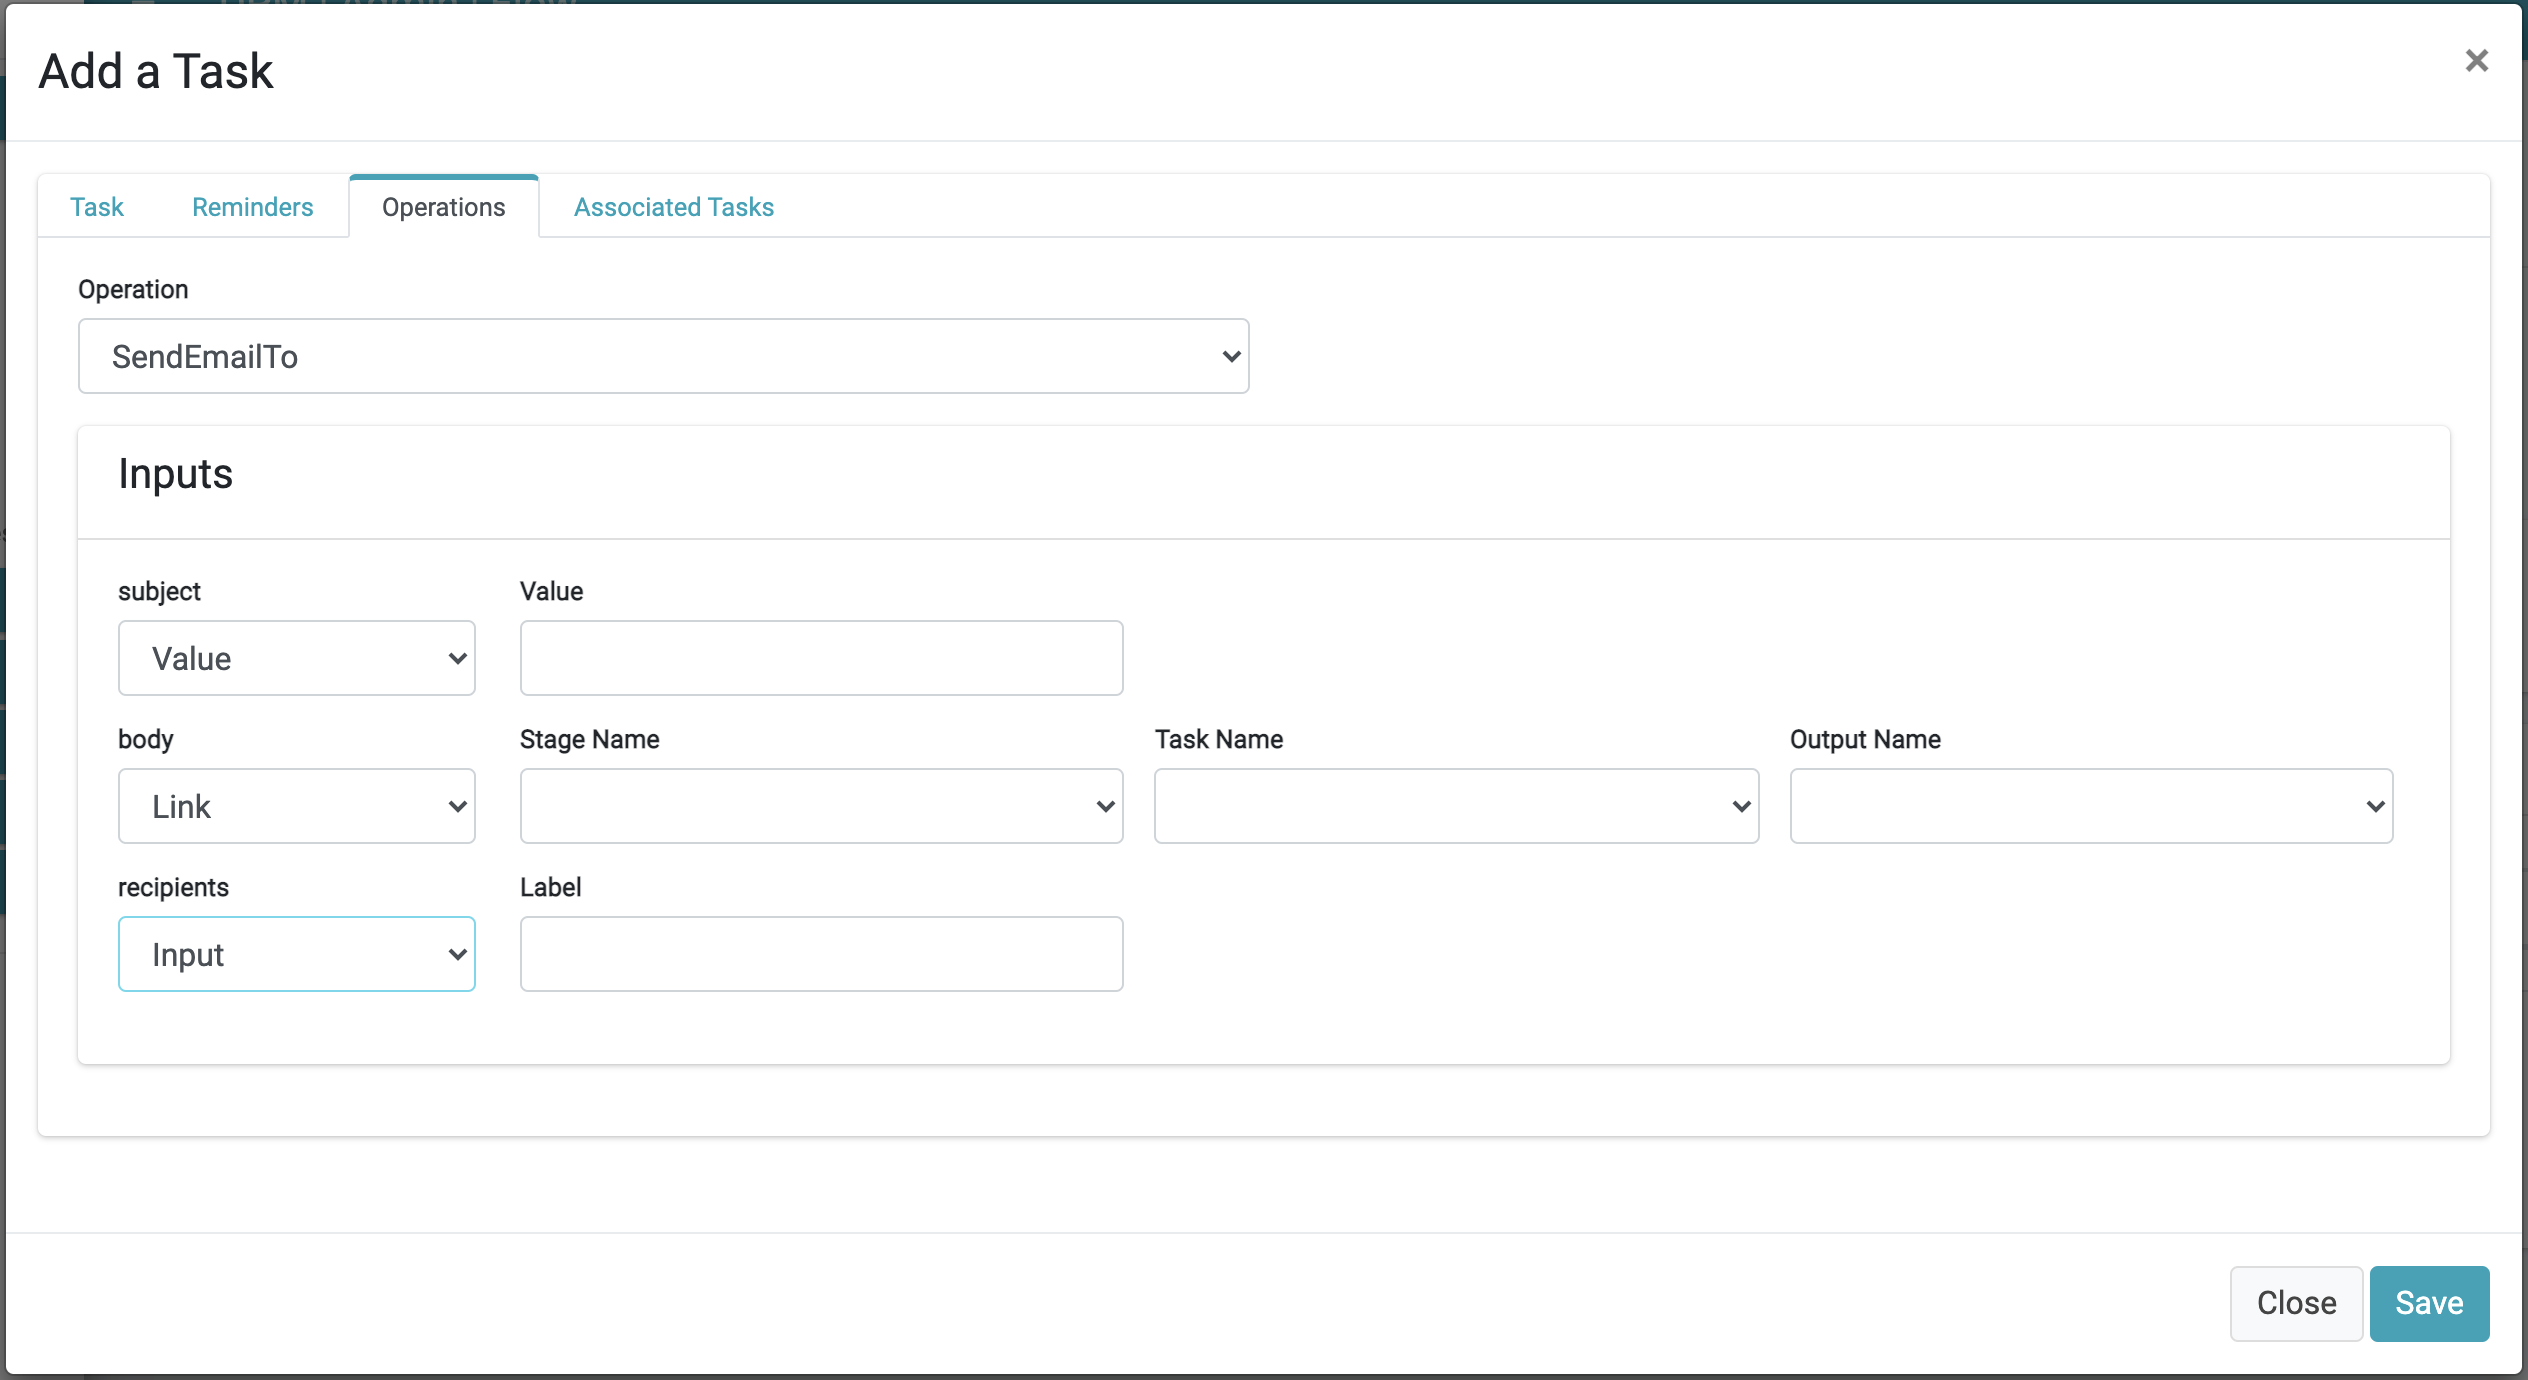 Add a Task
×
Task Reminders Operations Associated Tasks
Operation
SendEmailTo
Inputs
subject Value
Value
body Stage Name Task Name Output Name
Link
recipients Label
Input
Close Save